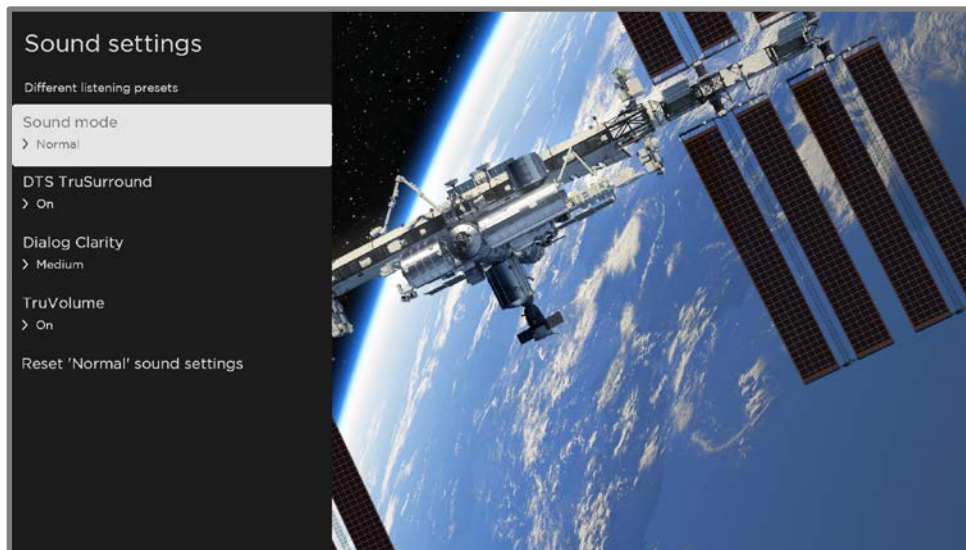 Sound settings
Different listening presets
Sound mode
> Normal
DTS TruSurround
> On
Dialog Clarity
> Medium
TruVolume
> On
Reset 'Normal' sound settings